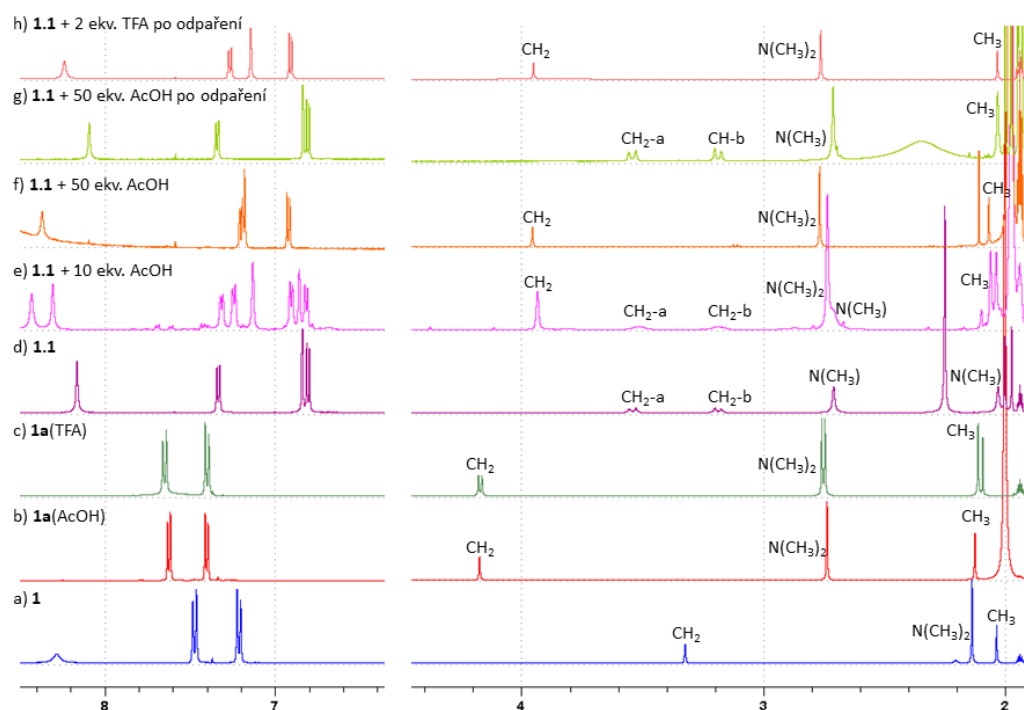 h) 1.1 + 2 ekv. TFA po odpaření
CH₂
N(CH₃)₂
CH₃
g) 1.1 + 50 ekv. AcOH po odpaření
CH₂-a
CH-b
N(CH₃)
CH₃
f) 1.1 + 50 ekv. AcOH
CH₂
N(CH₃)₂
CH₃
e) 1.1 + 10 ekv. AcOH
CH₂
CH₂-a
CH₂-b
N(CH₃)₂
N(CH₃)
CH₃
d) 1.1
CH₂-a
CH₂-b
N(CH₃)
N(CH₃)
c) 1a(TFA)
CH₂
N(CH₃)₂
CH₃
b) 1a(AcOH)
CH₂
N(CH₃)₂
CH₃
a) 1
CH₂
N(CH₃)₂
CH₃
8 7 4 3 2